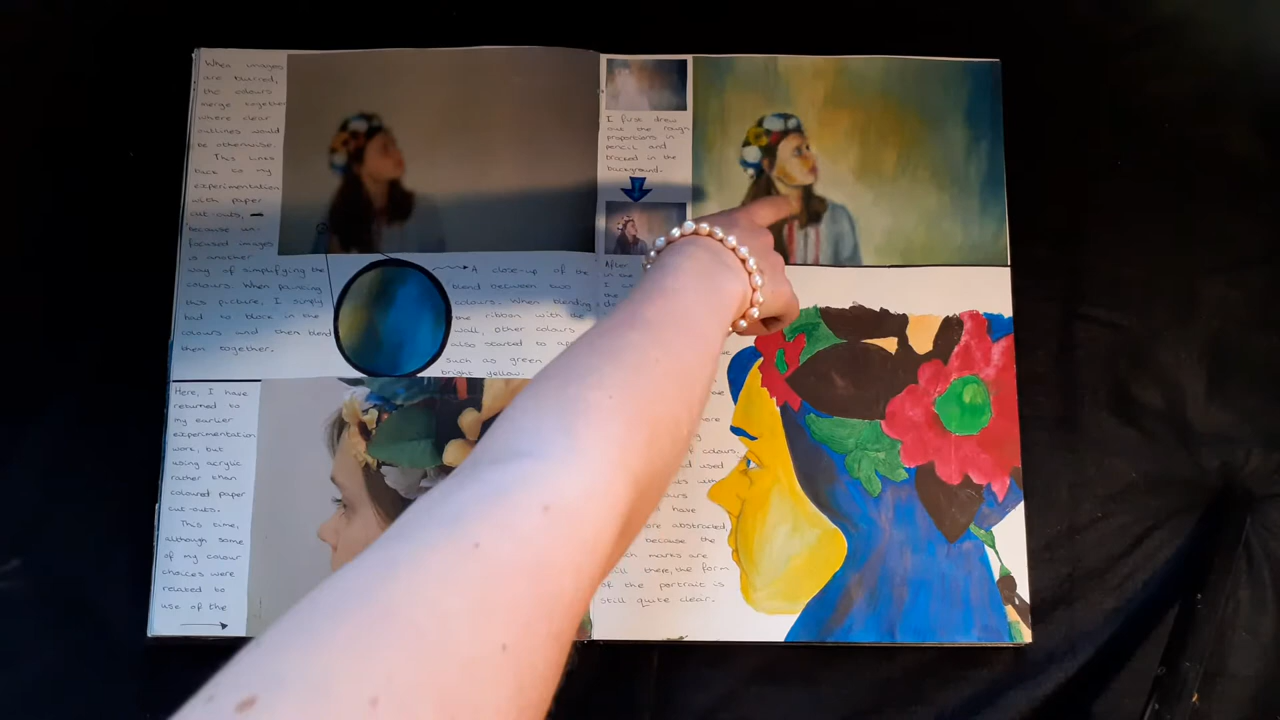 When images
are blurred,
the colours
merge together
where clear
outlines would
be otherwise.
This links
back to my
experimentation
with paper
cut-outs,
because un-
focused images
is another
way of simplifying the
colours. When painting
this picture, I simply
had to block in the
colours and then blend
them together.
A close-up of the
blend between two
colours. When blending
the ribbon with the
wall, other colours
also started to
such as green
bright yellow.
Here, I have
returned to
my earlier
experimentation
work, but
using acrylic
rather than
coloured paper
cut-outs.
This time,
although some
of my colour
choices were
related to
use of the
I first drew
out the rough
proportions in
pencil and
blocked in the
background.
After
in the
I
the
colours.
used
have
abstracted,
because the
marks are
there, the form
of the portrait is
still quite clear.